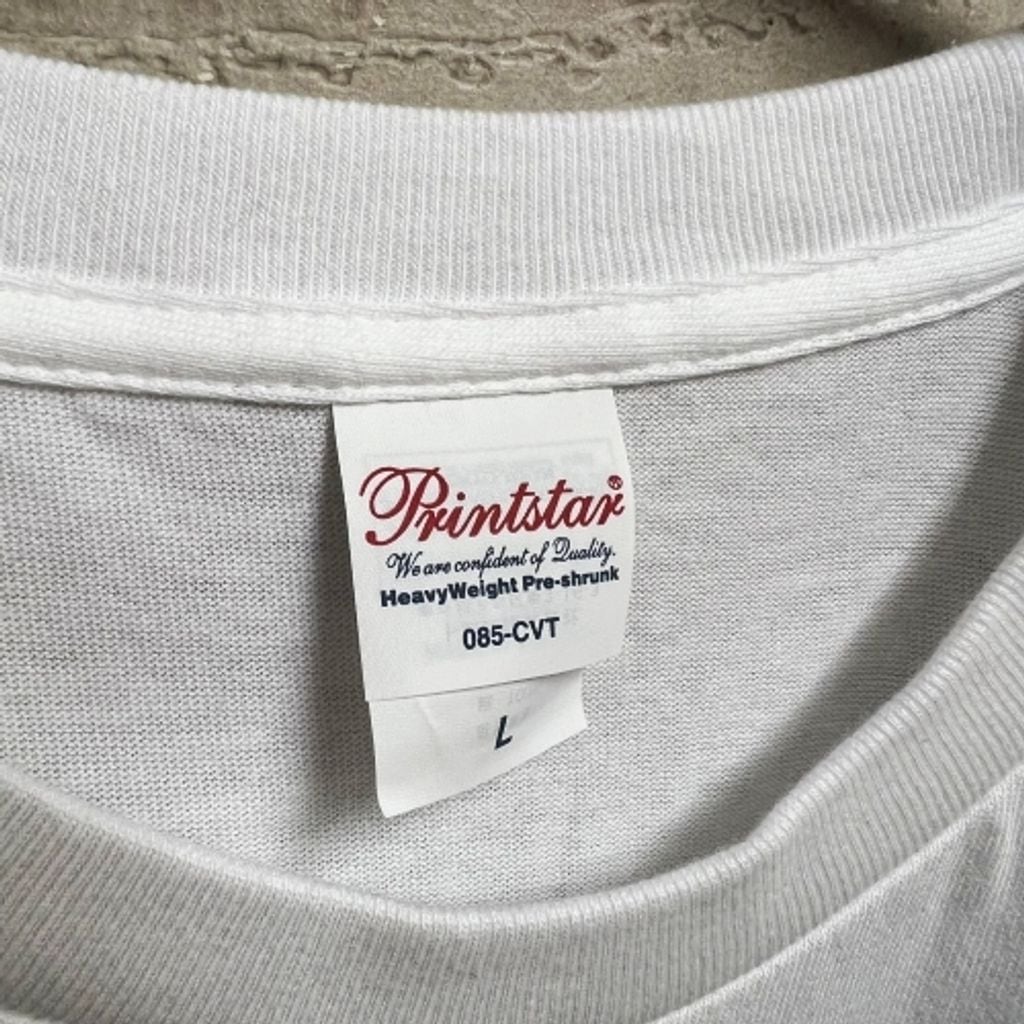 Printstar®
We are confident of Quality.
HeavyWeight Pre-shrunk
085-CVT
L